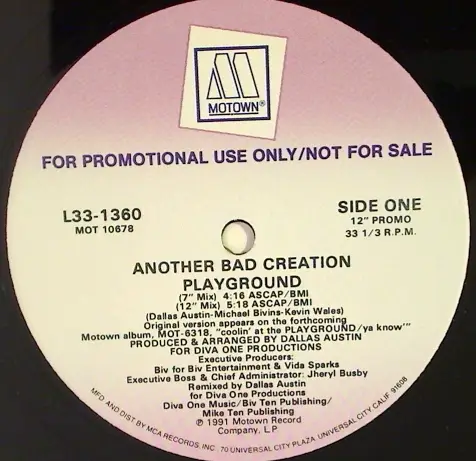 MOTOWN®
FOR PROMOTIONAL USE ONLY/NOT FOR SALE
L33-1360
MOT 10678
SIDE ONE
12" PROMO
33 1/3 R.P.M.
ANOTHER BAD CREATION
PLAYGROUND
(7" Mix) 4:16 ASCAP/BMI
(12" Mix) 5:18 ASCAP/BMI
(Dallas Austin-Michael Bivins-Kevin Wales)
Original version appears on the forthcoming
Motown album, MOT-6318, "coolin' at the PLAYGROUND/ya know'"
PRODUCED & ARRANGED BY DALLAS AUSTIN
FOR DIVA ONE PRODUCTIONS
Executive Producers:
Biv for Biv Entertainment & Vida Sparks
Executive Boss & Chief Administrator: Jheryl Busby
Remixed by Dallas Austin
for Diva One Productions
Diva One Music/Biv Ten Publishing/
Mike Ten Publishing
℗ 1991 Motown Record
Company, L.P
MFD. AND DIST. BY MCA RECORDS, INC. 70 UNIVERSAL CITY PLAZA, UNIVERSAL CITY, CALIF. 91608